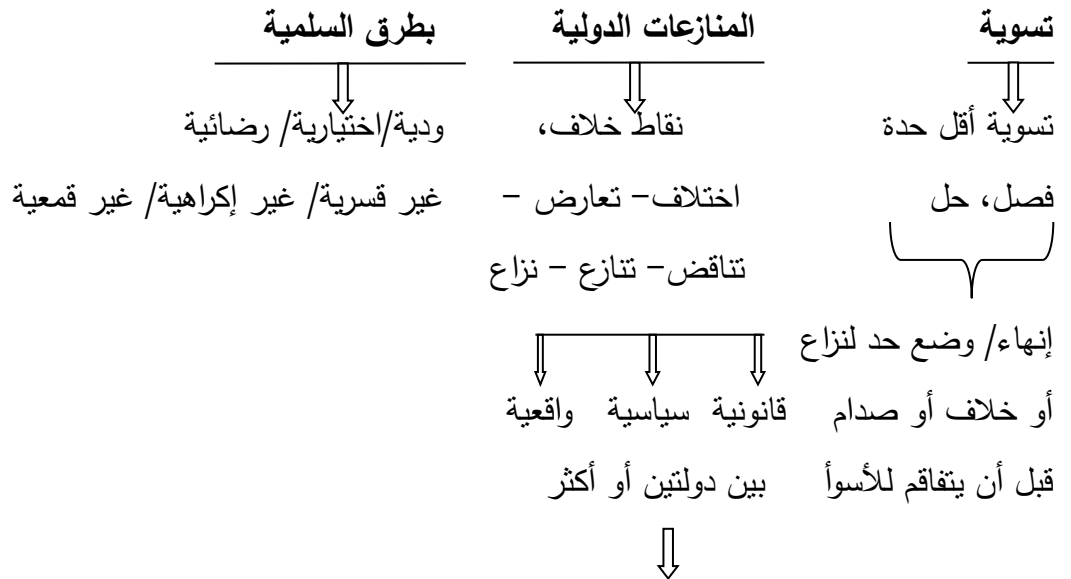 تسوية المنازعات الدولية بطرق السلمية
تسوية أقل حدة نقاط خلاف، ودية/اختيارية/ رضائية
فصل، حل اختلاف– تعارض – غير قسرية/ غير إكراهية/ غير قمعية
تناقض– تنازع – نزاع
إنهاء/ وضع حد لنزاع
أو خلاف أو صدام قانونية سياسية واقعية
قبل أن يتفاقم للأسوأ بين دولتين أو أكثر